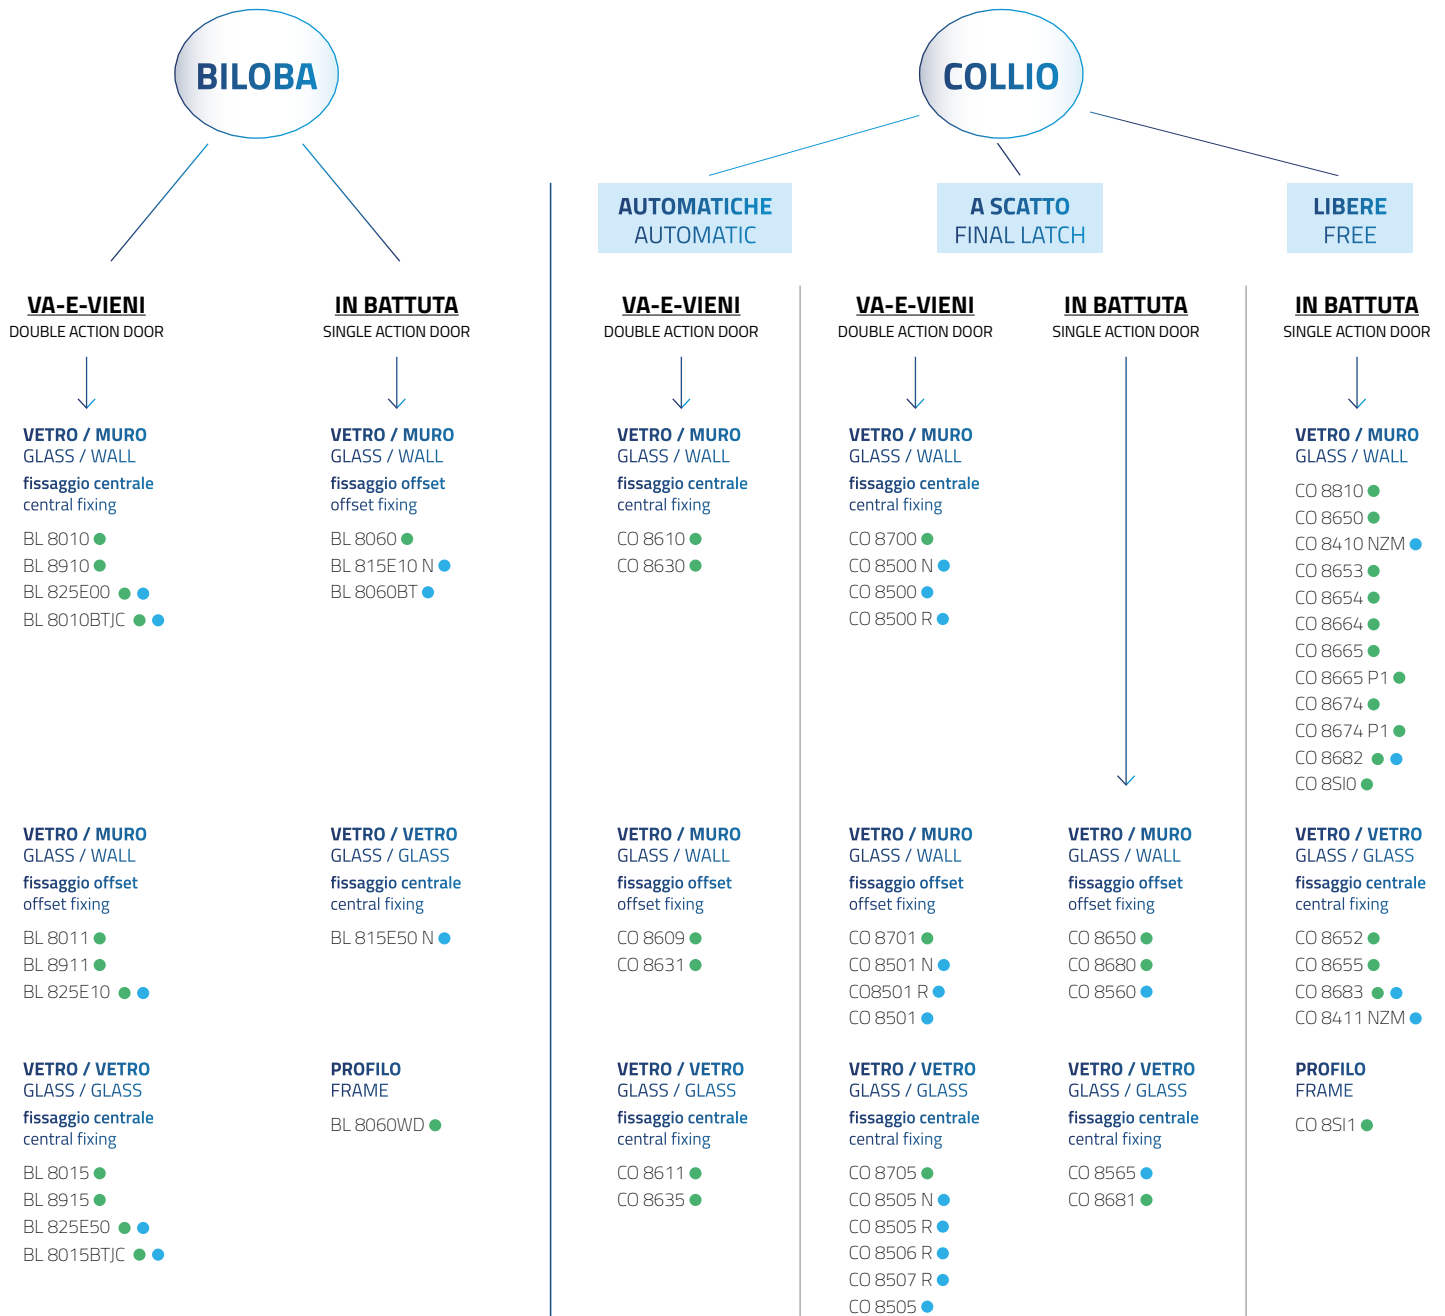 BILOBA
VA-E-VIENI
DOUBLE ACTION DOOR
VETRO / MURO
GLASS / WALL
fissaggio centrale
central fixing
BL 8010
BL 8910
BL 825E00
BL 8010BTJC
VETRO / MURO
GLASS / WALL
fissaggio offset
offset fixing
BL 8011
BL 8911
BL 825E10
VETRO / VETRO
GLASS / GLASS
fissaggio centrale
central fixing
BL 8015
BL 8915
BL 825E50
BL 8015BTJC
IN BATTUTA
SINGLE ACTION DOOR
VETRO / MURO
GLASS / WALL
fissaggio offset
offset fixing
BL 8060
BL 815E10 N
BL 8060BT
VETRO / VETRO
GLASS / GLASS
fissaggio centrale
central fixing
BL 815E50 N
PROFILO
FRAME
BL 8060WD
COLLIO
AUTOMATICHE
AUTOMATIC
VA-E-VIENI
DOUBLE ACTION DOOR
VETRO / MURO
GLASS / WALL
fissaggio centrale
central fixing
CO 8610
CO 8630
VETRO / MURO
GLASS / WALL
fissaggio offset
offset fixing
CO 8609
CO 8631
VETRO / VETRO
GLASS / GLASS
fissaggio centrale
central fixing
CO 8611
CO 8635
A SCATTO
FINAL LATCH
VA-E-VIENI
DOUBLE ACTION DOOR
VETRO / MURO
GLASS / WALL
fissaggio centrale
central fixing
CO 8700
CO 8500 N
CO 8500
CO 8500 R
VETRO / MURO
GLASS / WALL
fissaggio offset
offset fixing
CO 8701
CO 8501 N
CO8501 R
CO 8501
VETRO / VETRO
GLASS / GLASS
fissaggio centrale
central fixing
CO 8705
CO 8505 N
CO 8505 R
CO 8506 R
CO 8507 R
CO 8505
IN BATTUTA
SINGLE ACTION DOOR
VETRO / MURO
GLASS / WALL
fissaggio offset
offset fixing
CO 8650
CO 8680
CO 8560
VETRO / VETRO
GLASS / GLASS
fissaggio centrale
central fixing
CO 8565
CO 8681
LIBERE
FREE
IN BATTUTA
SINGLE ACTION DOOR
VETRO / MURO
GLASS / WALL
CO 8810
CO 8650
CO 8410 NZM
CO 8653
CO 8654
CO 8664
CO 8665
CO 8665 P1
CO 8674
CO 8674 P1
CO 8682
CO 8SI0
VETRO / VETRO
GLASS / GLASS
fissaggio centrale
central fixing
CO 8652
CO 8655
CO 8683
CO 8411 NZM
PROFILO
FRAME
CO 8SI1